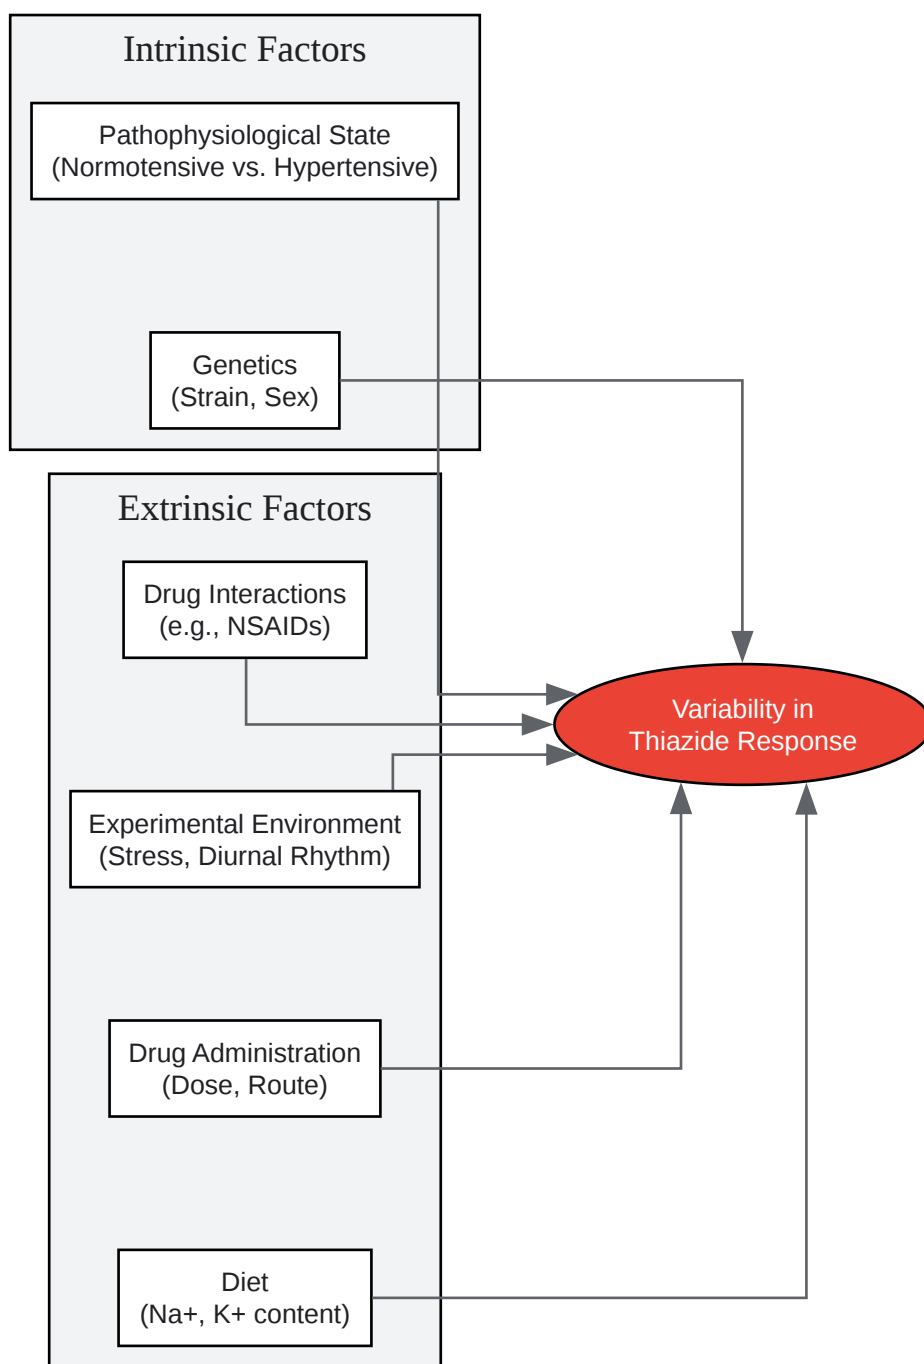 Intrinsic Factors
Pathophysiological State
(Normotensive vs. Hypertensive)
Genetics
(Strain, Sex)
Extrinsic Factors
Drug Interactions
(e.g., NSAIDs)
Variability in
Thiazide Response
Experimental Environment
(Stress, Diurnal Rhythm)
Drug Administration
(Dose, Route)
Diet
(Na+, K+ content)